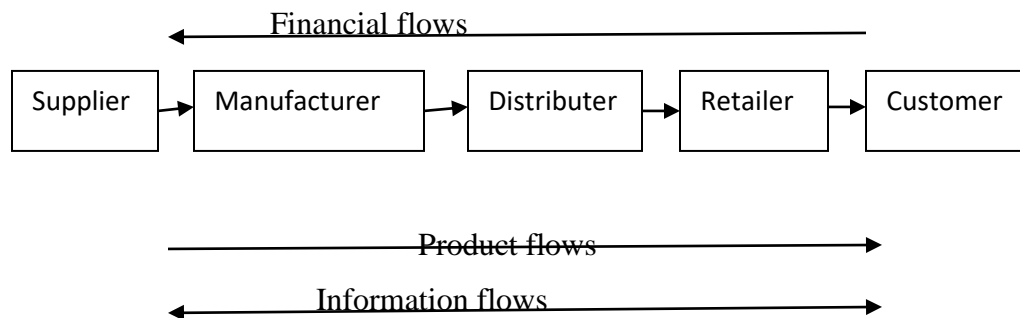 Financial flows
Supplier
Manufacturer
Distributer
Retailer
Customer
Product flows
Information flows